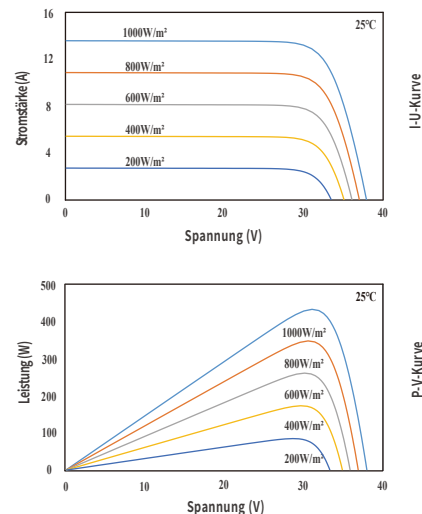 16
25°C
1000W/m²
12
800W/m²
8
600W/m²
400W/m²
4
200W/m²
0
0
10
20
30
40
Stromstärke(A)
Spannung (V)
I-U-Kurve
500
25°C
400
1000W/m²
300
800W/m²
200
600W/m²
100
400W/m²
200W/m²
0
0
10
20
30
40
Leistung (W)
Spannung (V)
P-V-Kurve